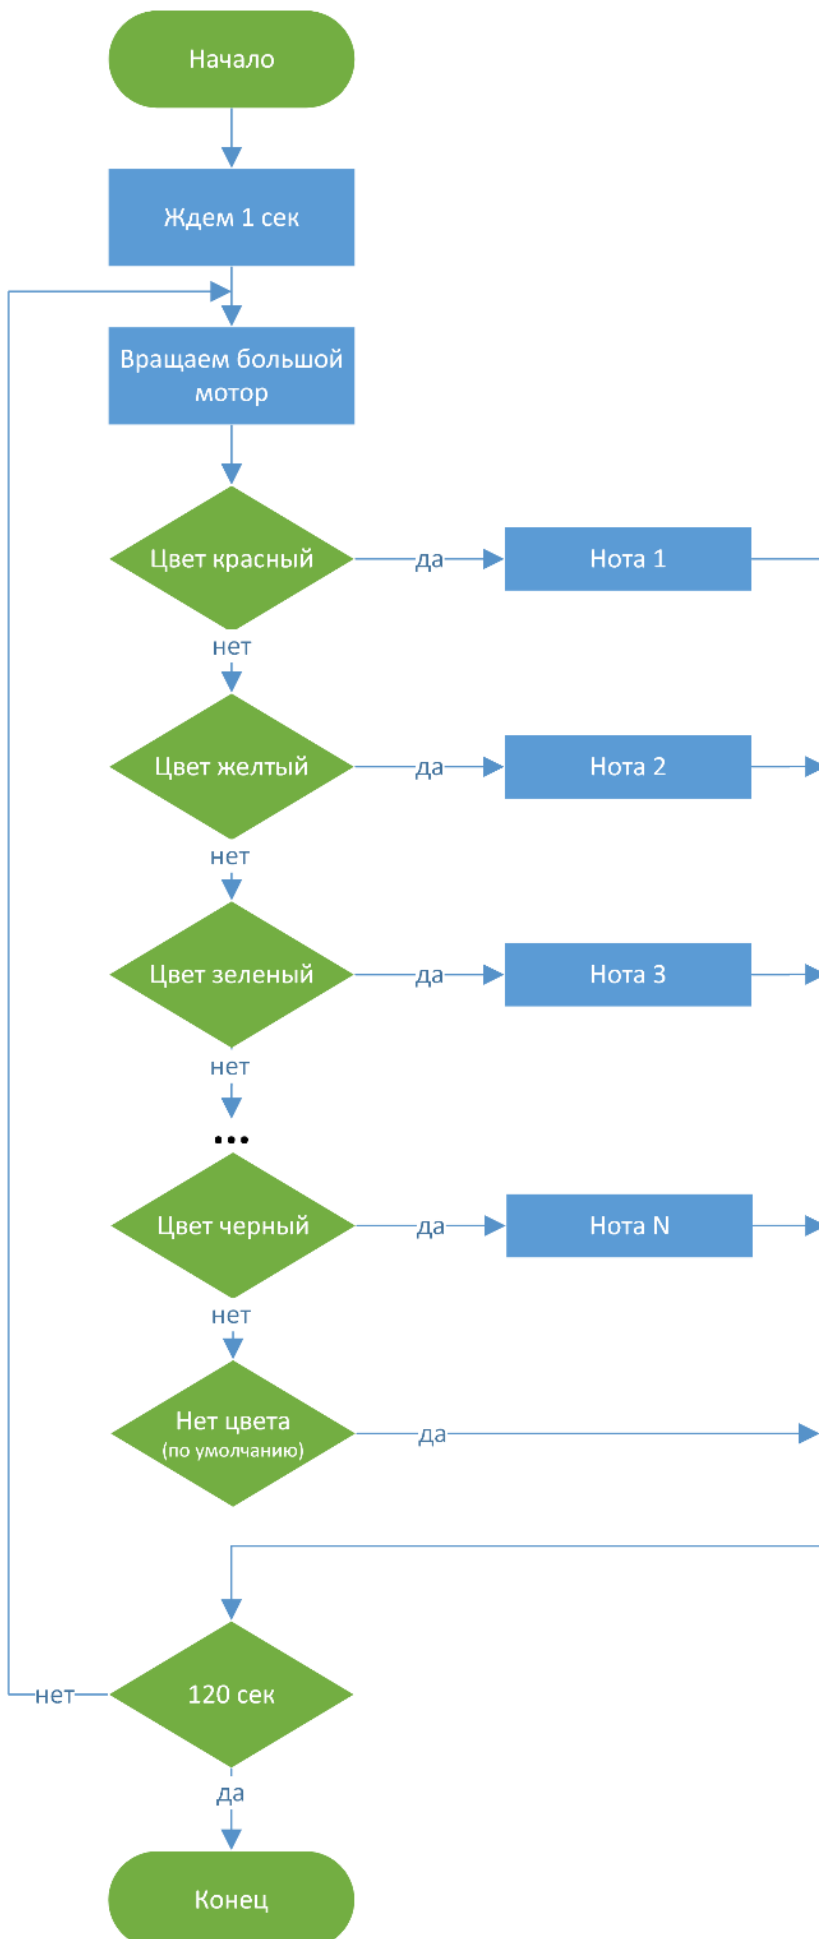 Начало
Ждем 1 сек
Вращаем большой
мотор
Цвет красный
да
Нота 1
нет
Цвет желтый
да
Нота 2
нет
Цвет зеленый
да
Нота 3
нет
...
Цвет черный
да
Нота N
нет
Нет цвета
(по умолчанию)
да
120 сек
нет
да
Конец